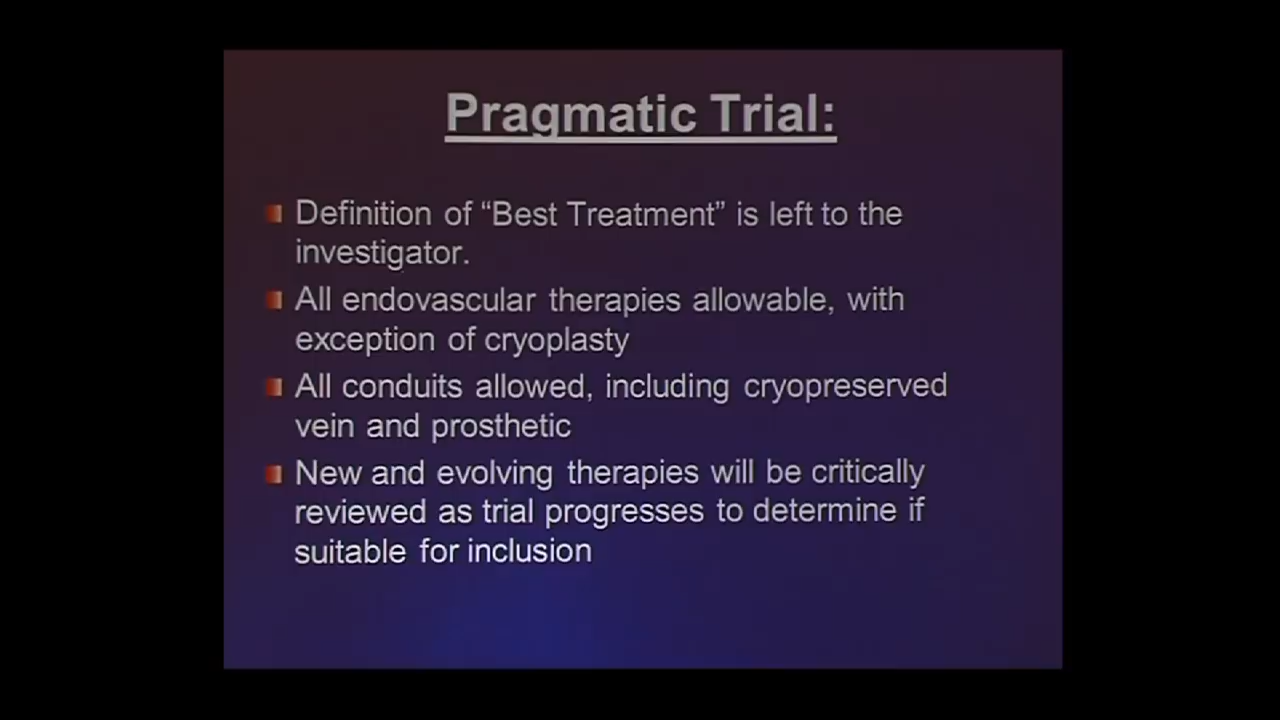 Pragmatic Trial:
Definition of “Best Treatment” is left to the
investigator.
All endovascular therapies allowable, with
exception of cryoplasty
All conduits allowed, including cryopreserved
vein and prosthetic
New and evolving therapies will be critically
reviewed as trial progresses to determine if
suitable for inclusion